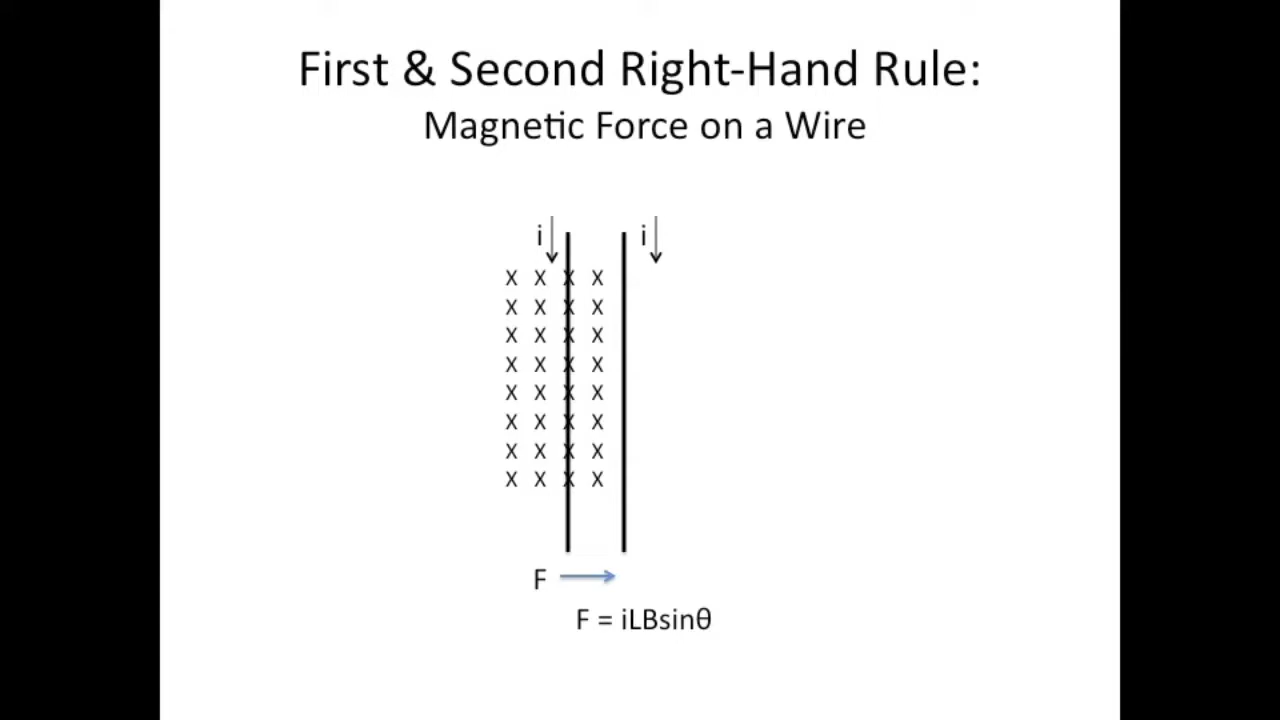 First & Second Right-Hand Rule:
Magnetic Force on a Wire
i i
X X X X
X X X X
X X X X
X X X X
X X X X
X X X X
X X X X
X X X X
F
F = iLBsinθ